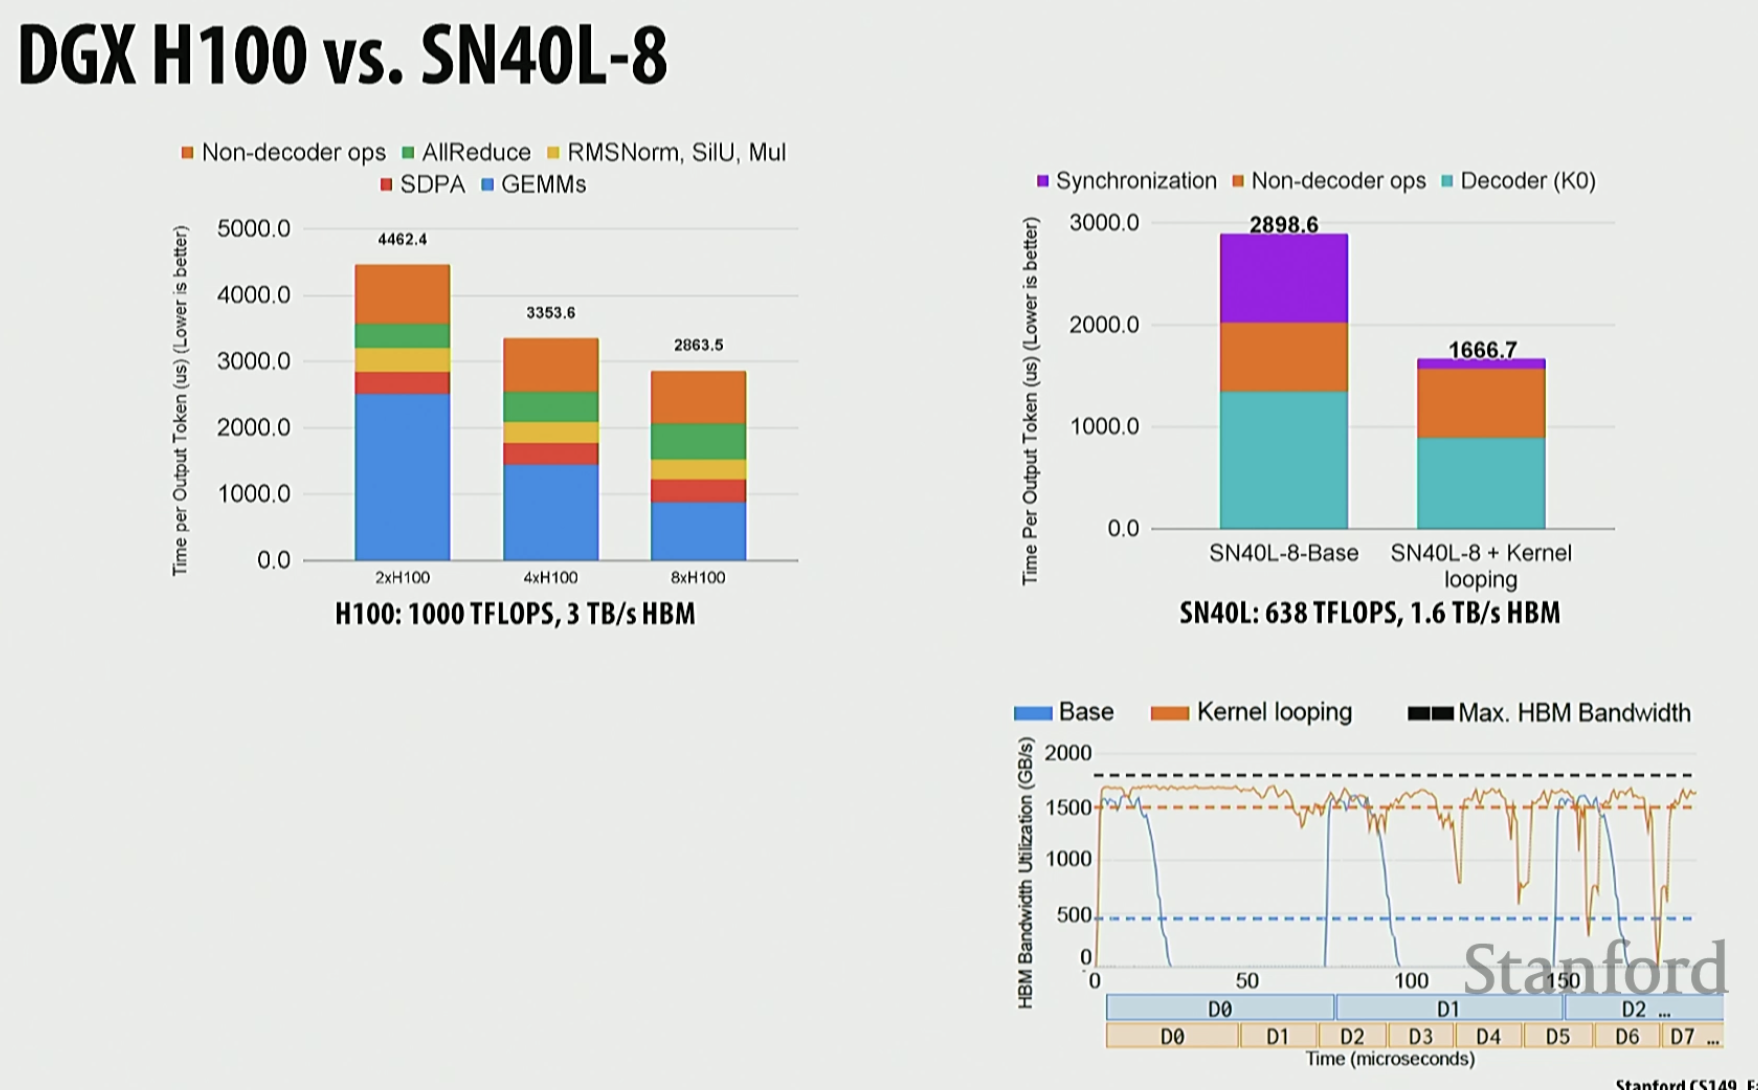 DGX H100 vs. SN40L-8
Non-decoder ops AllReduce RMSNorm, SilU, Mul
SDPA GEMMs
Time per Output Token (us) (Lower is better)
5000.0
4000.0
3000.0
2000.0
1000.0
0.0
4462.4
3353.6
2863.5
2xH100 4xH100 8xH100
H100: 1000 TFLOPS, 3 TB/s HBM
Synchronization Non-decoder ops Decoder (K0)
Time Per Output Token (us) (Lower is better)
3000.0
2000.0
1000.0
0.0
2898.6
1666.7
SN40L-8-Base SN40L-8 + Kernel
looping
SN40L: 638 TFLOPS, 1.6 TB/s HBM
Base Kernel looping Max. HBM Bandwidth
HBM Bandwidth Utilization (GB/s)
2000
1500
1000
500
0
0 50 100 150
Stanford
D0 D1 D2 ...
D0 D1 D2 D3 D4 D5 D6 D7 ...
Time (microseconds)
Stanford CS149,